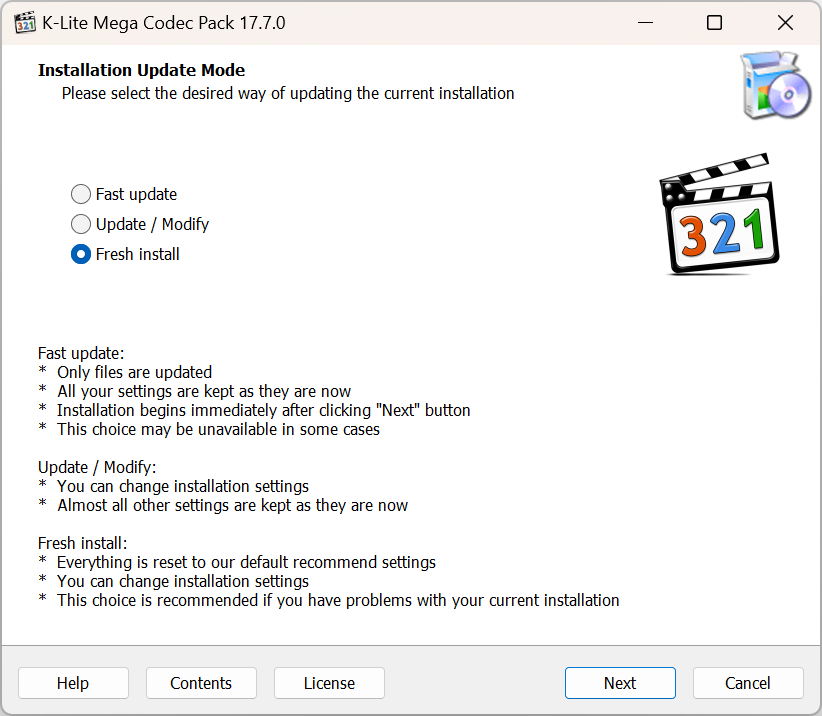 K-Lite Mega Codec Pack 17.7.0
Installation Update Mode
Please select the desired way of updating the current installation
321
Fast update
Update / Modify
Fresh install
Fast update:
* Only files are updated
* All your settings are kept as they are now
* Installation begins immediately after clicking "Next" button
* This choice may be unavailable in some cases
Update / Modify:
* You can change installation settings
* Almost all other settings are kept as they are now
Fresh install:
* Everything is reset to our default recommend settings
* You can change installation settings
* This choice is recommended if you have problems with your current installation
Help Contents License Next Cancel